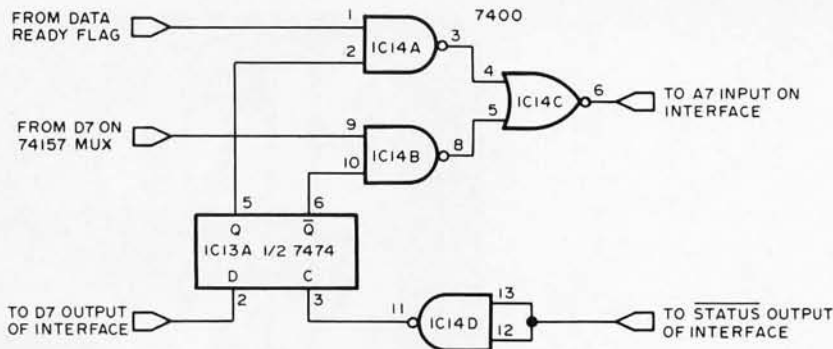 FROM DATA
READY FLAG
1
2
IC14A
3
7400
4
5
IC14C
6
TO A7 INPUT ON
INTERFACE
FROM D7 ON
74157 MUX
9
10
IC14B
8
5
6
Q
Q̅
IC13A 1/2 7474
D
C
2
3
TO D7 OUTPUT
OF INTERFACE
11
IC14D
13
12
TO S̅T̅A̅T̅U̅S̅ OUTPUT
OF INTERFACE